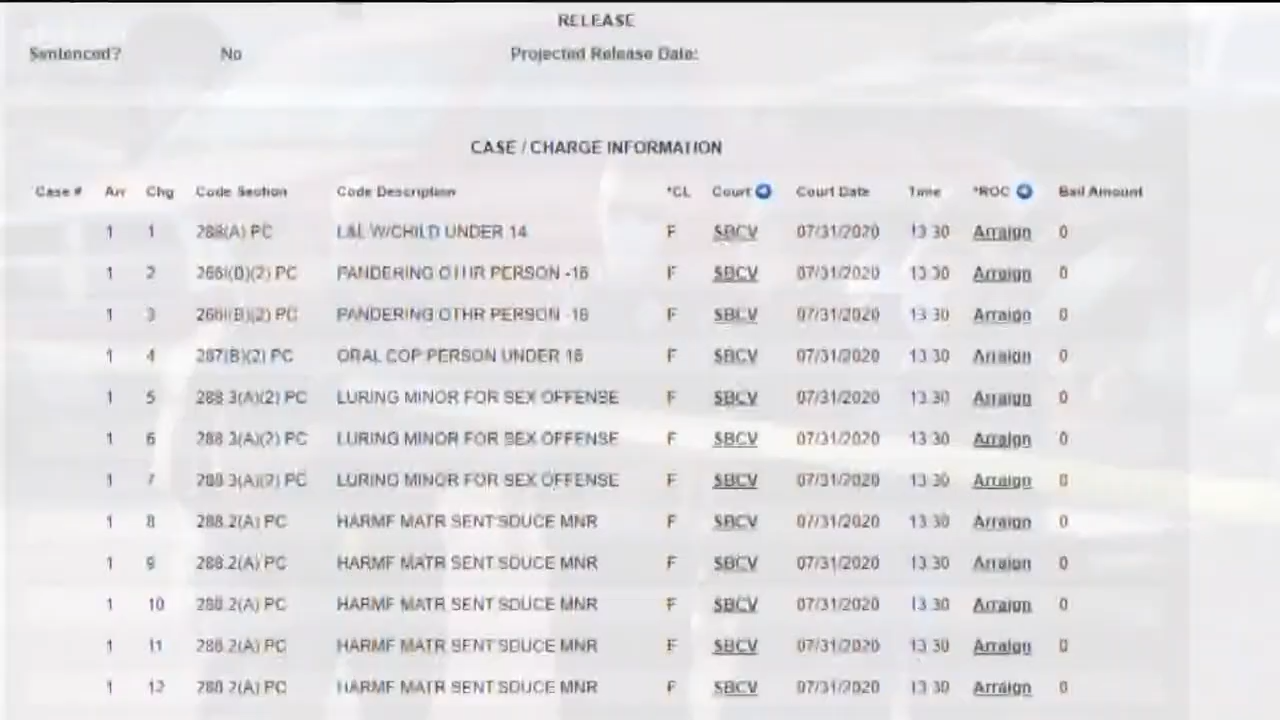 RELEASE
Sentenced? No Projected Release Date:
CASE / CHARGE INFORMATION
Case # Arr Chg Code Section Code Description *CL Court Court Date Time *ROC Bail Amount
1 1 288(A) PC L&L W/CHILD UNDER 14 F SBCV 07/31/2020 13:30 Arraign 0
1 2 266I(B)(2) PC PANDERING OTHR PERSON -16 F SBCV 07/31/2020 13:30 Arraign 0
1 3 266I(B)(2) PC PANDERING OTHR PERSON -16 F SBCV 07/31/2020 13:30 Arraign 0
1 4 287(B)(2) PC ORAL COP PERSON UNDER 16 F SBCV 07/31/2020 13:30 Arraign 0
1 5 288.3(A)(2) PC LURING MINOR FOR SEX OFFENSE F SBCV 07/31/2020 13:30 Arraign 0
1 6 288.3(A)(2) PC LURING MINOR FOR SEX OFFENSE F SBCV 07/31/2020 13:30 Arraign 0
1 7 288.3(A)(2) PC LURING MINOR FOR SEX OFFENSE F SBCV 07/31/2020 13:30 Arraign 0
1 8 288.2(A) PC HARMF MATR SENT SDUCE MNR F SBCV 07/31/2020 13:30 Arraign 0
1 9 288.2(A) PC HARMF MATR SENT SDUCE MNR F SBCV 07/31/2020 13:30 Arraign 0
1 10 288.2(A) PC HARMF MATR SENT SDUCE MNR F SBCV 07/31/2020 13:30 Arraign 0
1 11 288.2(A) PC HARMF MATR SENT SDUCE MNR F SBCV 07/31/2020 13:30 Arraign 0
1 12 288.2(A) PC HARMF MATR SENT SDUCE MNR F SBCV 07/31/2020 13:30 Arraign 0